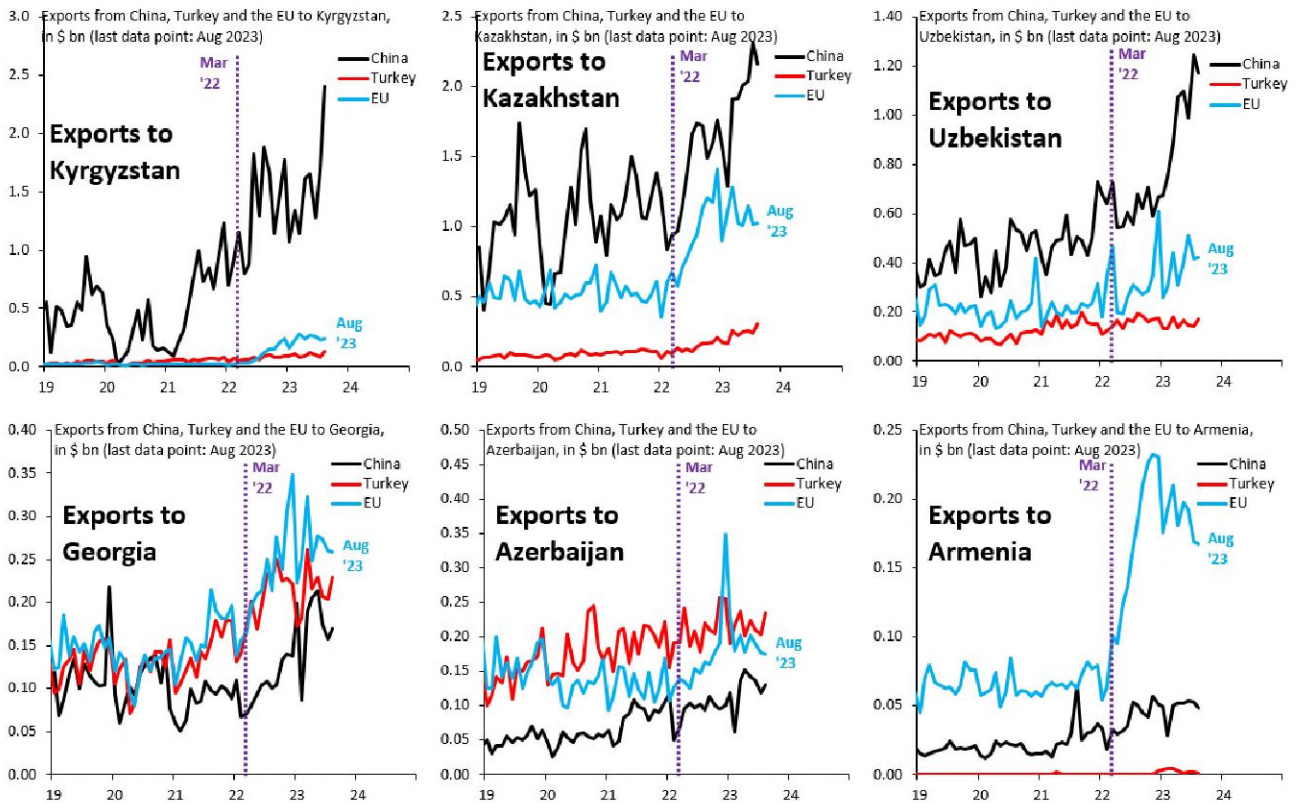 Exports from China, Turkey and the EU to Kyrgyzstan,
in $ bn (last data point: Aug 2023)
3.0
2.5
2.0
1.5
1.0
0.5
0.0
Mar
'22
China
Turkey
EU
Exports to
Kyrgyzstan
Aug
'23
19 20 21 22 23 24
Exports from China, Turkey and the EU to
Kazakhstan, in $ bn (last data point: Aug 2023)
2.5
2.0
1.5
1.0
0.5
0.0
Mar
'22
China
Turkey
EU
Exports to
Kazakhstan
Aug
'23
19 20 21 22 23 24
Exports from China, Turkey and the EU to
Uzbekistan, in $ bn (last data point: Aug 2023)
1.40
1.20
1.00
0.80
0.60
0.40
0.20
0.00
Mar
'22
China
Turkey
EU
Exports to
Uzbekistan
Aug
'23
19 20 21 22 23 24
Exports from China, Turkey and the EU to Georgia,
in $ bn (last data point: Aug 2023)
0.40
0.35
0.30
0.25
0.20
0.15
0.10
0.05
0.00
Mar
'22
China
Turkey
EU
Exports to
Georgia
Aug
'23
19 20 21 22 23 24
Exports from China, Turkey and the EU to
Azerbaijan, in $ bn (last data point: Aug 2023)
0.50
0.45
0.40
0.35
0.30
0.25
0.20
0.15
0.10
0.05
0.00
Mar
'22
China
Turkey
EU
Exports to
Azerbaijan
Aug
'23
19 20 21 22 23 24
Exports from China, Turkey and the EU to Armenia,
in $ bn (last data point: Aug 2023)
0.25
0.20
0.15
0.10
0.05
0.00
Mar
'22
China
Turkey
EU
Exports to
Armenia
Aug
'23
19 20 21 22 23 24